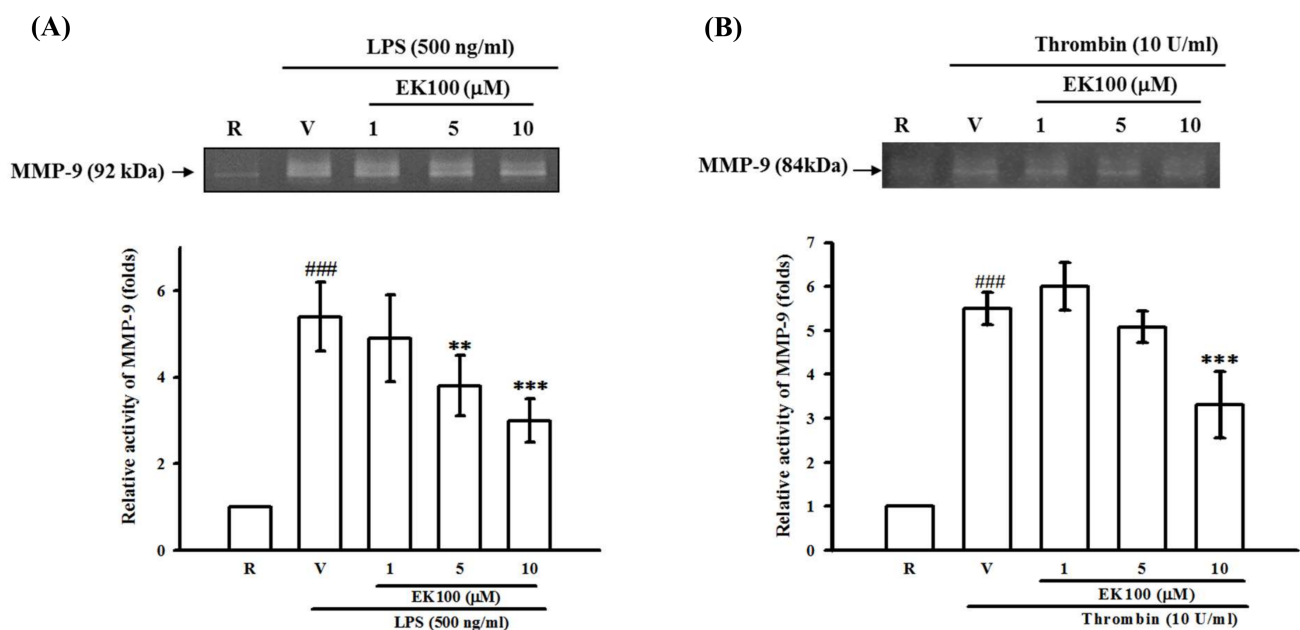 (A)
LPS (500 ng/ml)
EK100 (μM)
R V 1 5 10
MMP-9 (92 kDa)
Relative activity of MMP-9 (folds)
6
4
2
0
###
**
***
R V 1 5 10
EK100 (μM)
LPS (500 ng/ml)
(B)
Thrombin (10 U/ml)
EK100 (μM)
R V 1 5 10
MMP-9 (84kDa)
Relative activity of MMP-9 (folds)
7
6
5
4
3
2
1
0
###
***
R V 1 5 10
EK100 (μM)
Thrombin (10 U/ml)